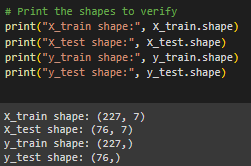 # Print the shapes to verify
print("X_train shape:", X_train.shape)
print("X_test shape:", X_test.shape)
print("y_train shape:", y_train.shape)
print("y_test shape:", y_test.shape)
X_train shape: (227, 7)
X_test shape: (76, 7)
y_train shape: (227,)
y_test shape: (76,)